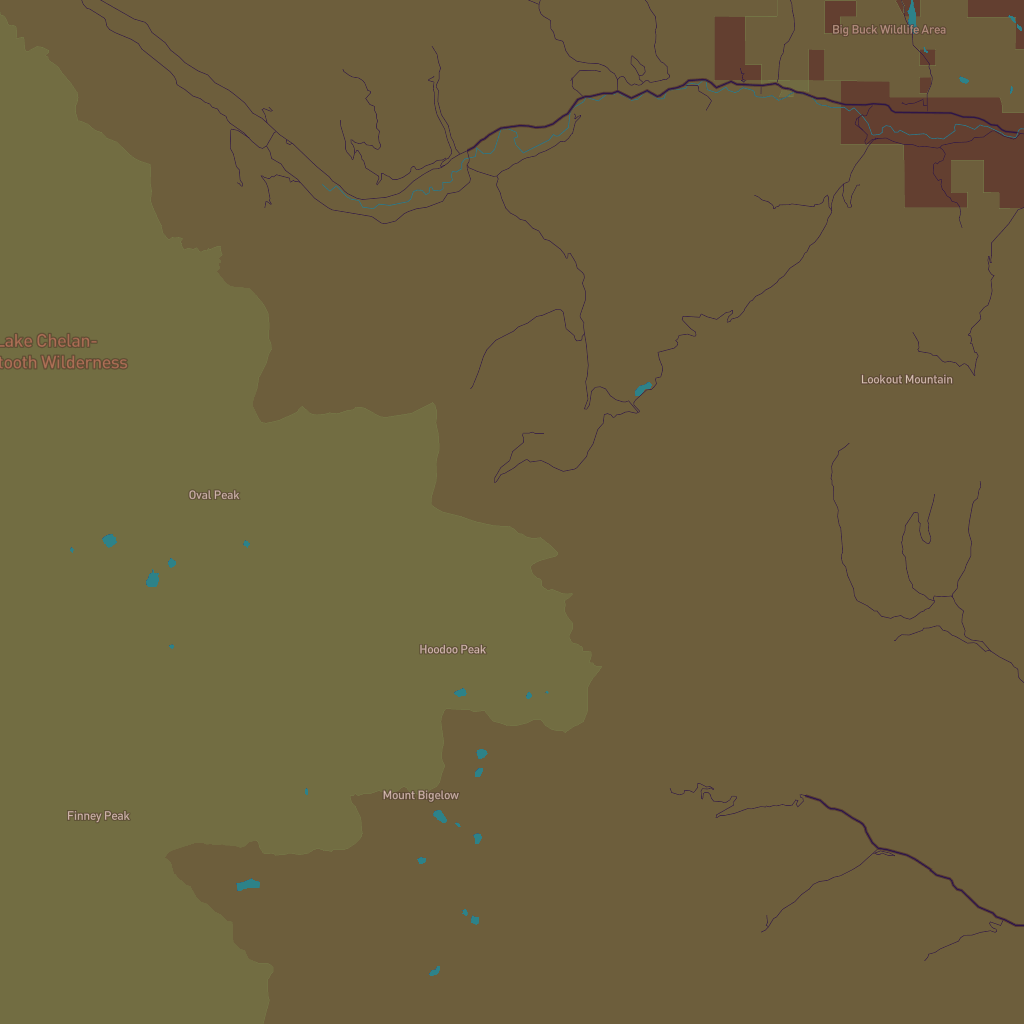 Big Buck Wildlife Area
Lake Chelan-
tooth Wilderness
Lookout Mountain
Oval Peak
Hoodoo Peak
Mount Bigelow
Finney Peak